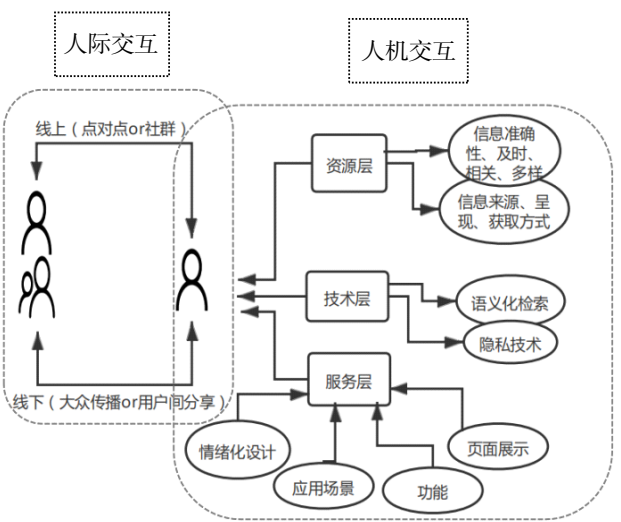 人际交互
人机交互
线上（点对点or社群）
资源层
信息准确
性、及时、
相关、多样
信息来源、呈
现、获取方式
技术层
语义化检索
隐私技术
服务层
线下（大众传播or用户间分享）
情绪化设计
页面展示
应用场景
功能